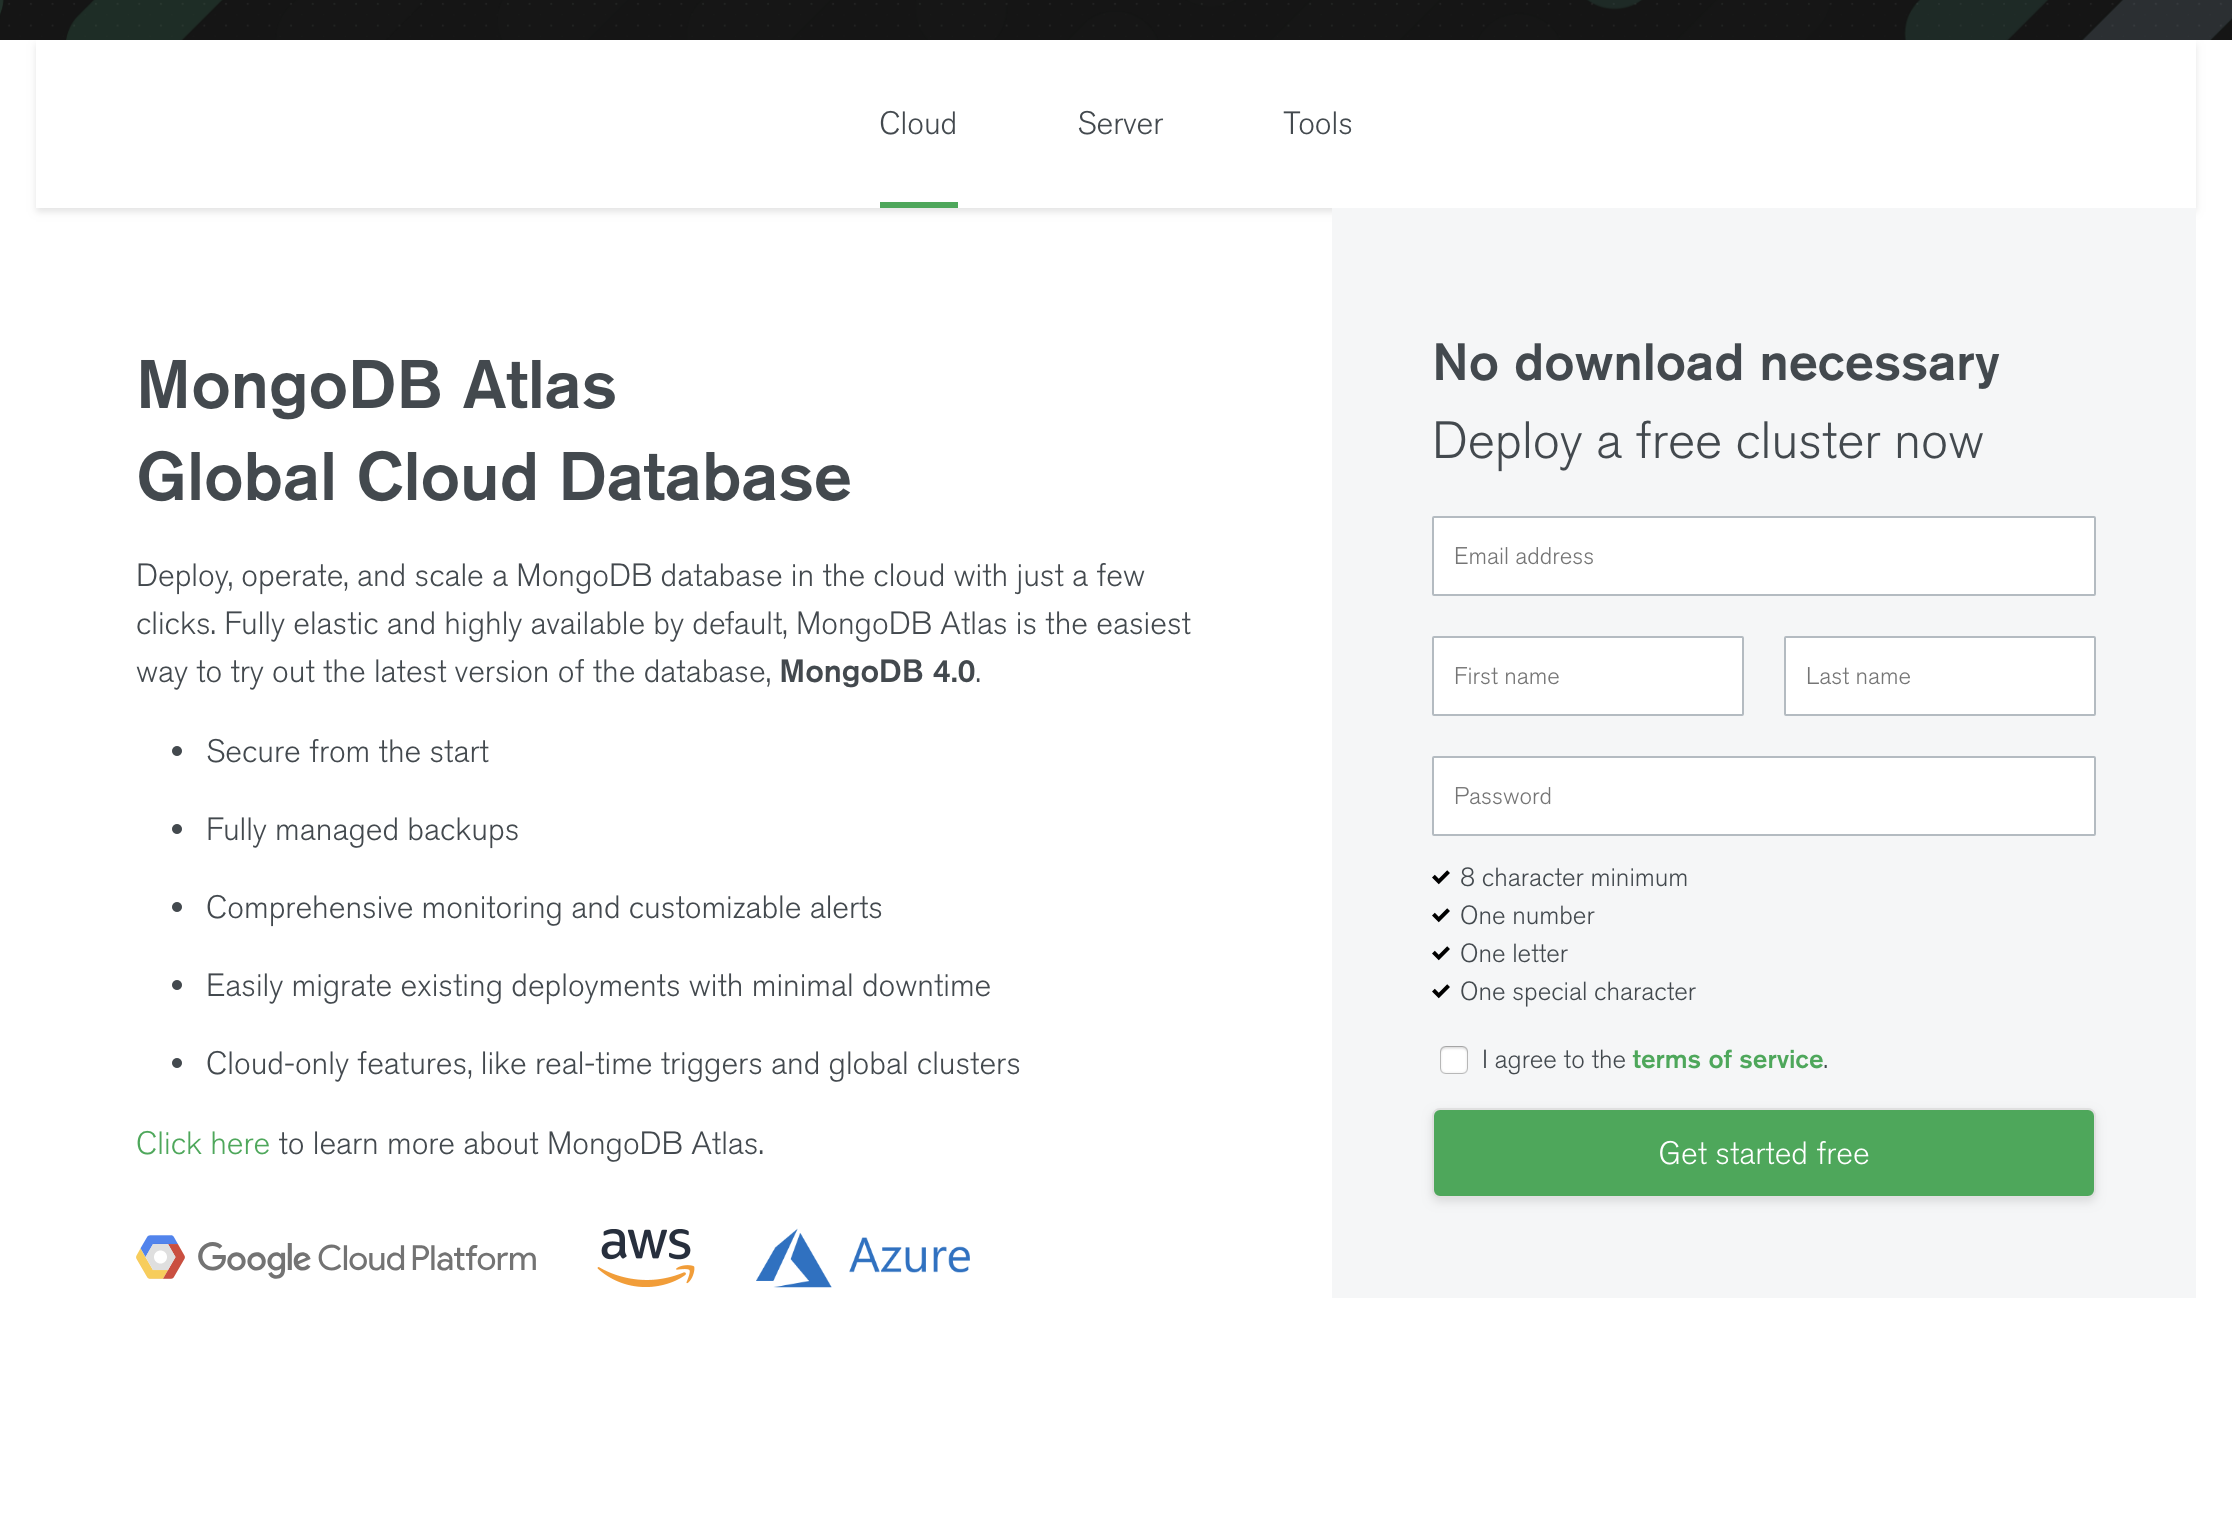 Cloud Server Tools
MongoDB Atlas
Global Cloud Database
Deploy, operate, and scale a MongoDB database in the cloud with just a few
clicks. Fully elastic and highly available by default, MongoDB Atlas is the easiest
way to try out the latest version of the database, MongoDB 4.0.
• Secure from the start
• Fully managed backups
• Comprehensive monitoring and customizable alerts
• Easily migrate existing deployments with minimal downtime
• Cloud-only features, like real-time triggers and global clusters
Click here to learn more about MongoDB Atlas.
Google Cloud Platform
aws
Azure
No download necessary
Deploy a free cluster now
Email address
First name
Last name
Password
8 character minimum
One number
One letter
One special character
I agree to the terms of service.
Get started free